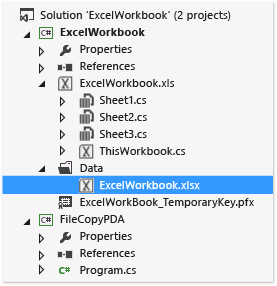 Solution 'ExcelWorkbook' (2 projects)
ExcelWorkbook
Properties
References
ExcelWorkbook.xls
Sheet1.cs
Sheet2.cs
Sheet3.cs
ThisWorkbook.cs
Data
ExcelWorkbook.xlsx
ExcelWorkBook_TemporaryKey.pfx
FileCopyPDA
Properties
References
Program.cs